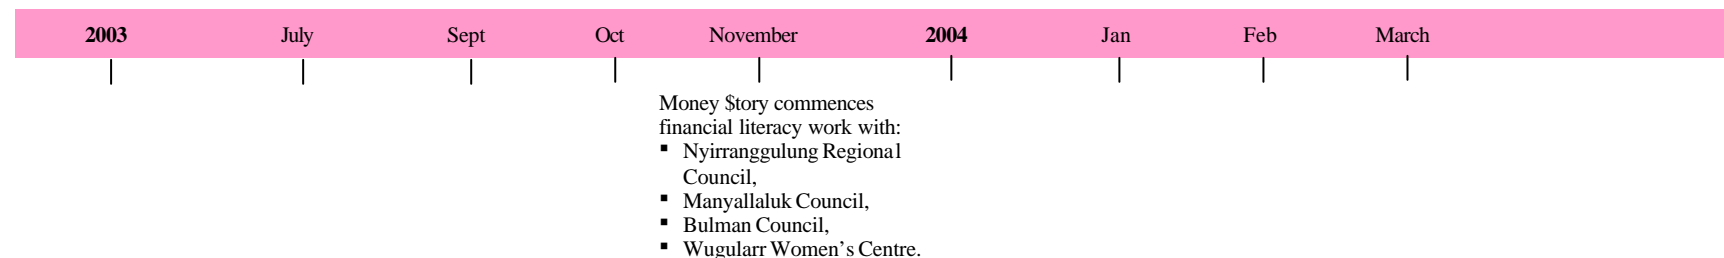 2003 July Sept Oct November 2004 Jan Feb March
Money $tory commences
financial literacy work with:
▪ Nyirranggulung Regional
Council,
▪ Manyallaluk Council,
▪ Bulman Council,
▪ Wugularr Women’s Centre.